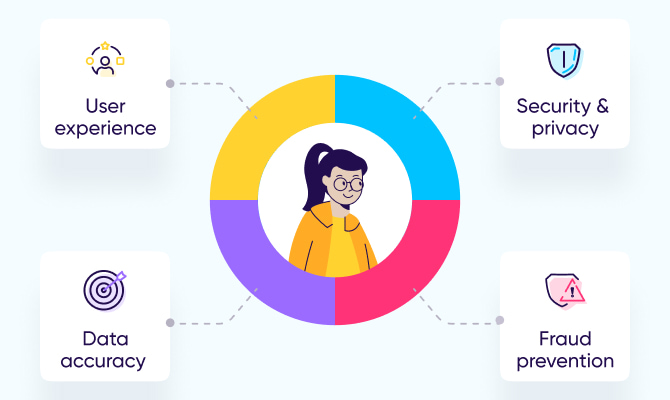 User
experience
Security &
privacy
Data
accuracy
Fraud
prevention